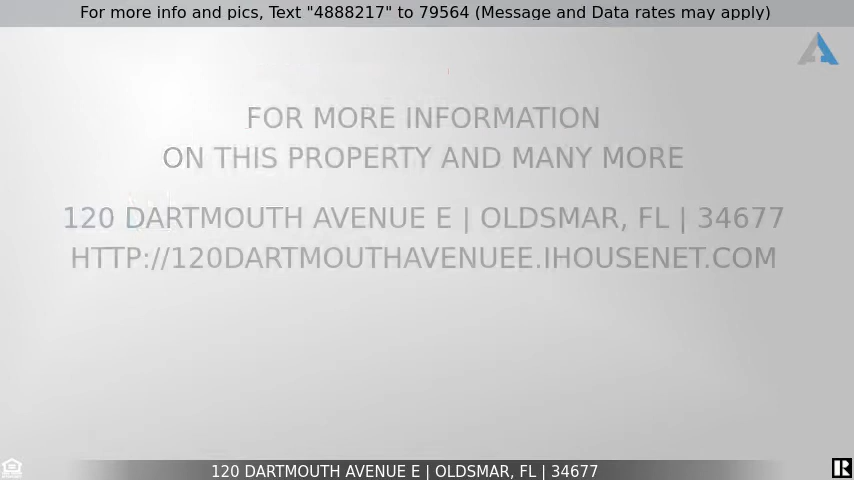 For more info and pics, Text "4888217" to 79564 (Message and Data rates may apply)
FOR MORE INFORMATION
ON THIS PROPERTY AND MANY MORE
120 DARTMOUTH AVENUE E | OLDSMAR, FL | 34677
HTTP://120DARTMOUTHAVENUEE.IHOUSENET.COM
120 DARTMOUTH AVENUE E | OLDSMAR, FL | 34677